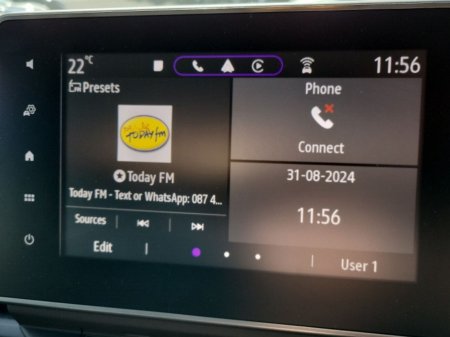 22°C
11:56
Presets
Phone
TODAY fm
Connect
Today FM
Today FM - Text or WhatsApp: 087 4...
31-08-2024
11:56
Sources
Edit
User 1